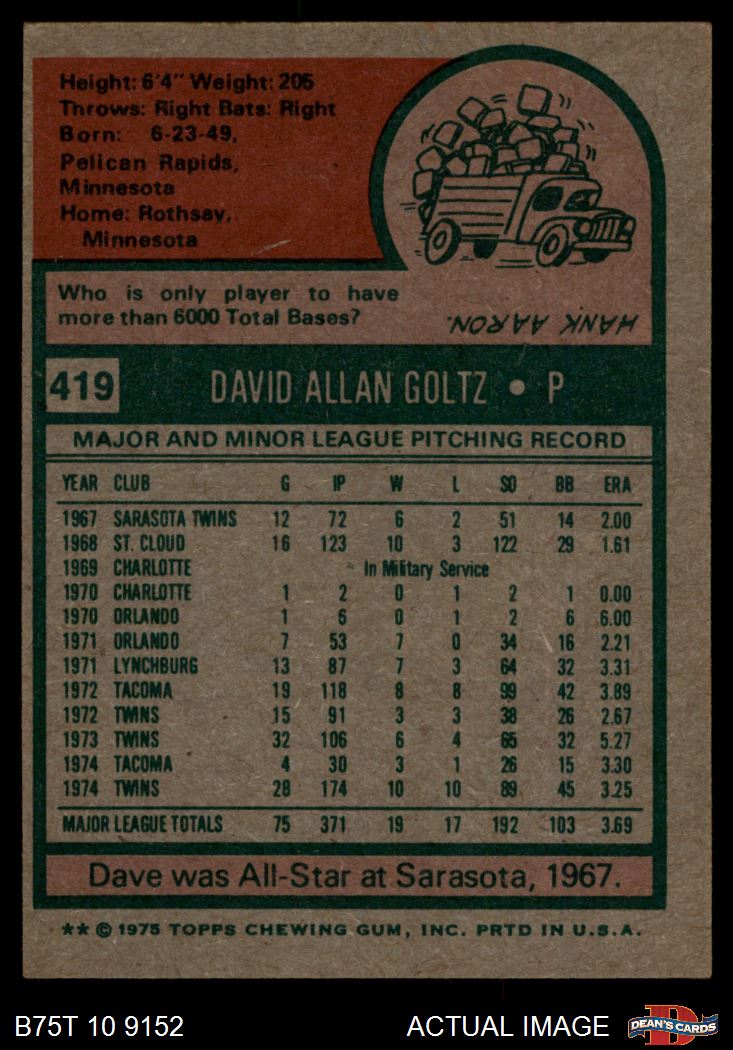 Height: 6'4" Weight: 205
Throws: Right Bats: Right
Born: 6-23-49,
Pelican Rapids,
Minnesota
Home: Rothsay,
Minnesota
Who is only player to have
more than 6000 Total Bases?
HANK AARON.
419 DAVID ALLAN GOLTZ • P
MAJOR AND MINOR LEAGUE PITCHING RECORD
YEAR CLUB G IP W L SO BB ERA
1967 SARASOTA TWINS 12 72 6 2 51 14 2.00
1968 ST. CLOUD 16 123 10 3 122 29 1.61
1969 CHARLOTTE In Military Service
1970 CHARLOTTE 1 2 0 1 2 1 0.00
1970 ORLANDO 1 6 0 1 2 6 6.00
1971 ORLANDO 7 53 7 0 34 16 2.21
1971 LYNCHBURG 13 87 7 3 64 32 3.31
1972 TACOMA 19 118 8 8 99 42 3.89
1972 TWINS 15 91 3 3 38 26 2.67
1973 TWINS 32 106 6 4 65 32 5.27
1974 TACOMA 4 30 3 1 26 15 3.30
1974 TWINS 28 174 10 10 89 45 3.25
MAJOR LEAGUE TOTALS 75 371 19 17 192 103 3.69
Dave was All-Star at Sarasota, 1967.
** © 1975 TOPPS CHEWING GUM, INC. PRTD IN U.S.A.
B75T 10 9152 ACTUAL IMAGE D DEAN'S CARDS